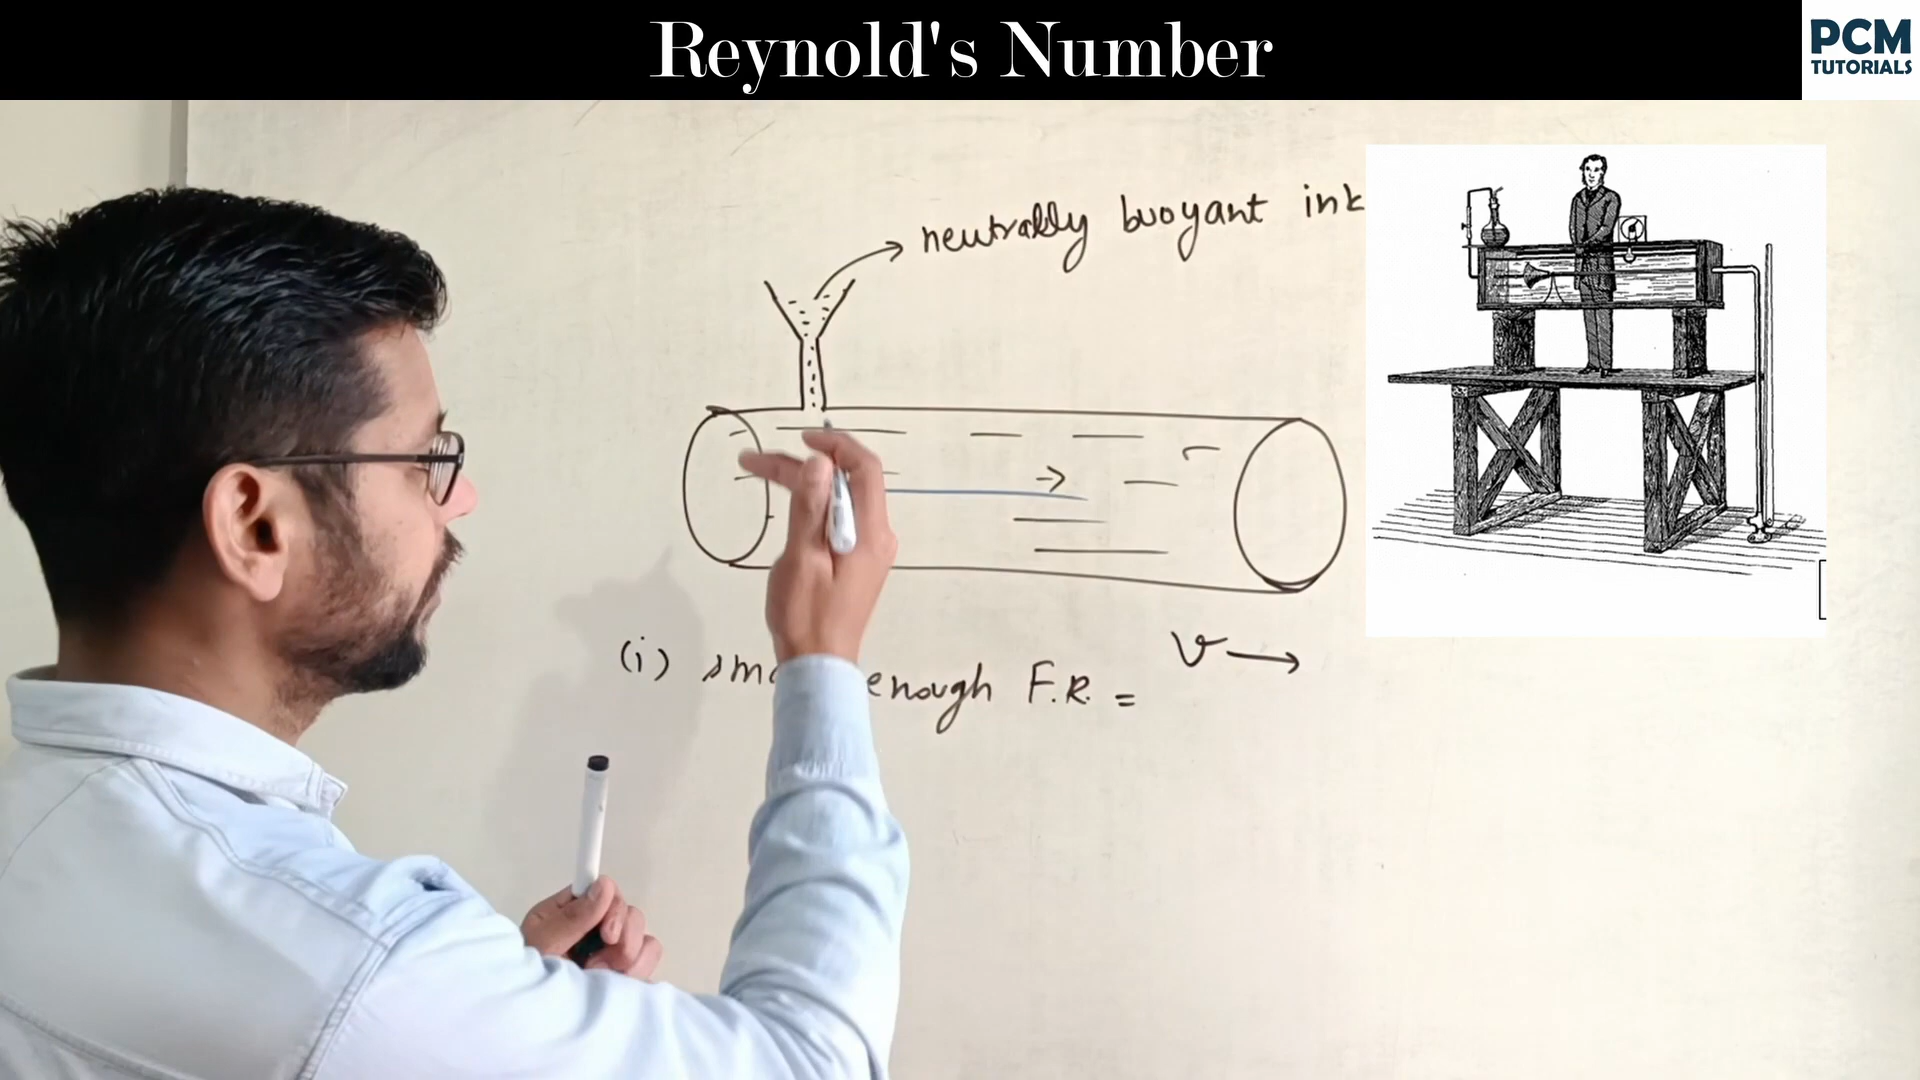 Reynold's Number
PCM
TUTORIALS
neutrally buoyant ink
(i) enough F.R. =
v →